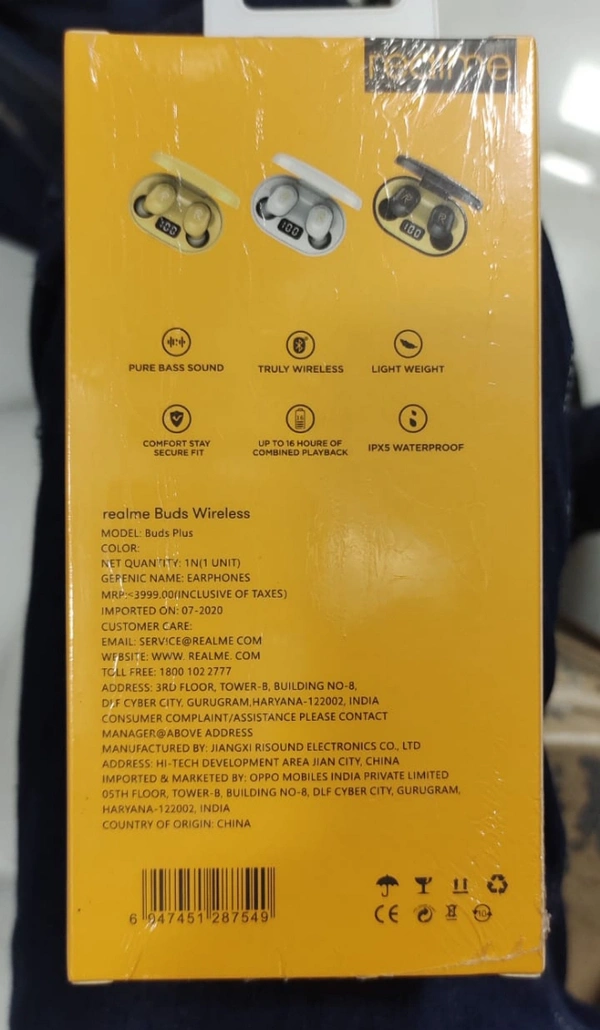 realme
100
100
100
PURE BASS SOUND
TRULY WIRELESS
LIGHT WEIGHT
COMFORT STAY
SECURE FIT
UP TO 16 HOURE OF
COMBINED PLAYBACK
IPX5 WATERPROOF
realme Buds Wireless
MODEL: Buds Plus
COLOR:
NET QUANTITY: 1N(1 UNIT)
GEPENIC NAME: EARPHONES
MRP:<3999.00(INCLUSIVE OF TAXES)
IMPORTED ON: 07-2020
CUSTOMER CARE:
EMAIL: SERVICE@REALME COM
WEBSITE: WWW. REALME. COM
TOLL FREE: 1800 102 2777
ADDRESS: 3RD FLOOR, TOWER-B, BUILDING NO-8,
DLF CYBER CITY, GURUGRAM,HARYANA-122002, INDIA
CONSUMER COMPLAINT/ASSISTANCE PLEASE CONTACT
MANAGER@ABOVE ADDRESS
MANUFACTURED BY: JIANGXI RISOUND ELECTRONICS CO., LTD
ADDRESS: HI-TECH DEVELOPMENT AREA JIAN CITY, CHINA
IMPORTED & MARKETED BY: OPPO MOBILES INDIA PRIVATE LIMITED
05TH FLOOR, TOWER-B, BUILDING NO-8, DLF CYBER CITY, GURUGRAM,
HARYANA-122002, INDIA
COUNTRY OF ORIGIN: CHINA
6 947451 287549
CE